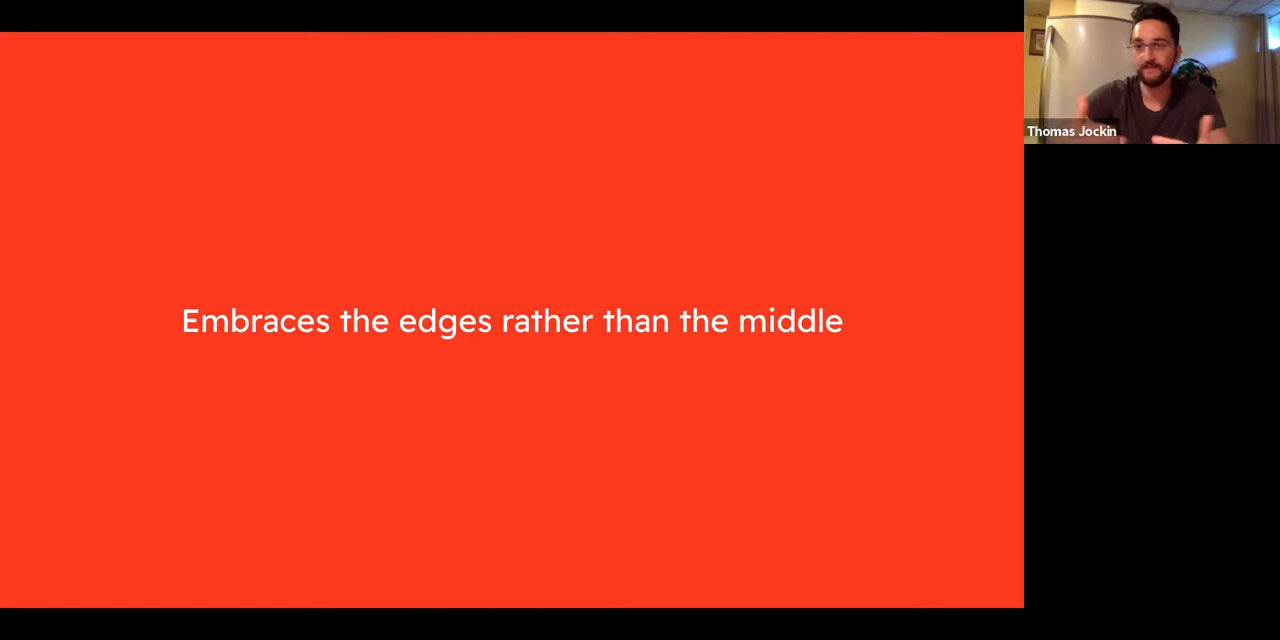 Embraces the edges rather than the middle
Thomas Jockin